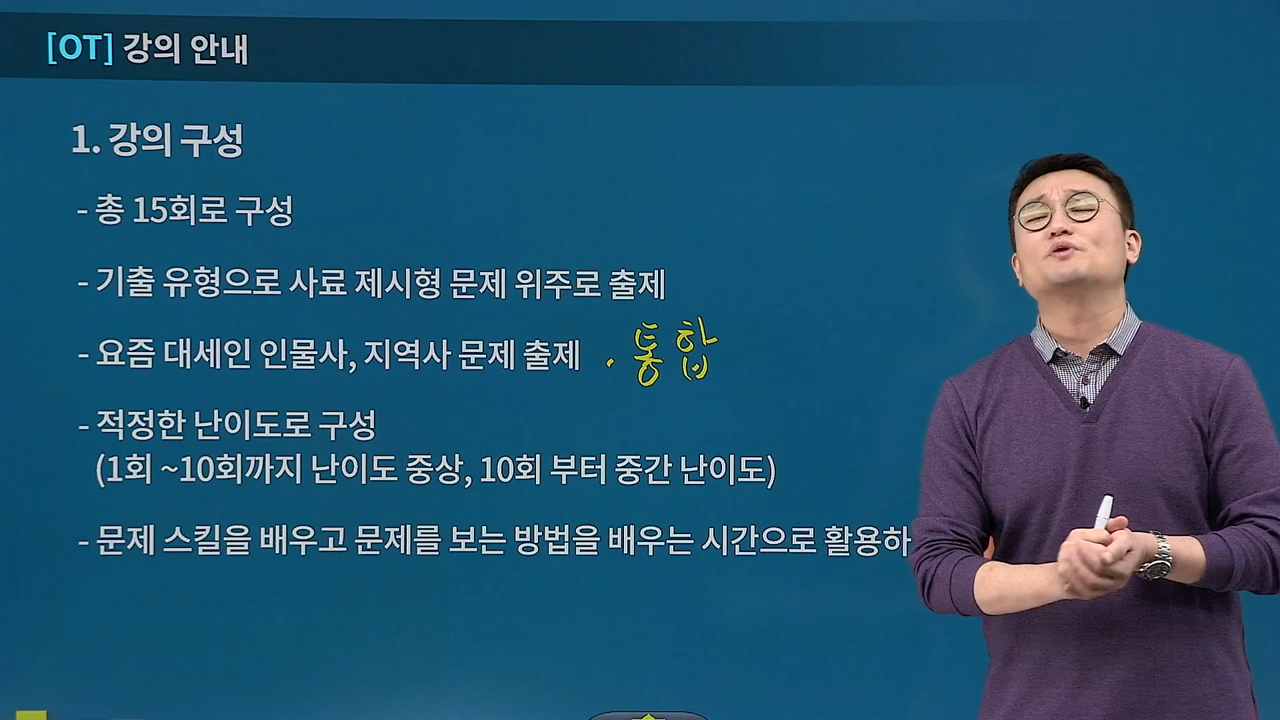 [OT] 강의 안내
1. 강의 구성
- 총 15회로 구성
- 기출 유형으로 사료 제시형 문제 위주로 출제
- 요즘 대세인 인물사, 지역사 문제 출제 . 통합
- 적정한 난이도로 구성
(1회 ~10회까지 난이도 중상, 10회 부터 중간 난이도)
- 문제 스킬을 배우고 문제를 보는 방법을 배우는 시간으로 활용하